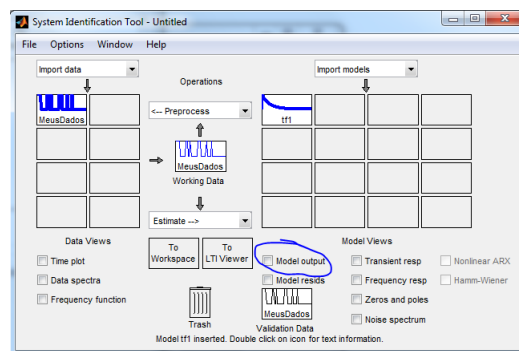 System Identification Tool - Untitled
File Options Window Help
Import data
Operations
Import models
MeusDados
<-- Preprocess
tf1
MeusDados
Working Data
Estimate -->
Data Views
To Workspace
To LTI Viewer
Model Views
Time plot
Data spectra
Frequency function
Model output
Model resids
Transient resp
Frequency resp
Zeros and poles
Noise spectrum
Nonlinear ARX
Hamm-Wiener
Trash
MeusDados
Validation Data
Model tf1 inserted. Double click on icon for text information.